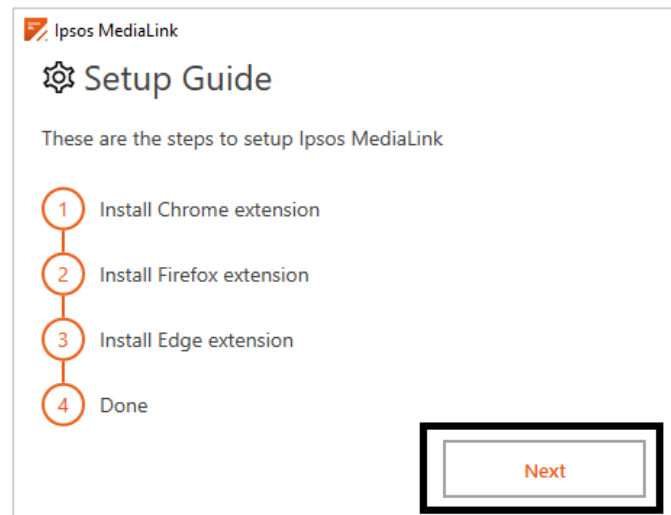 Ipsos MediaLink
Setup Guide
These are the steps to setup Ipsos MediaLink
1 Install Chrome extension
2 Install Firefox extension
3 Install Edge extension
4 Done
Next